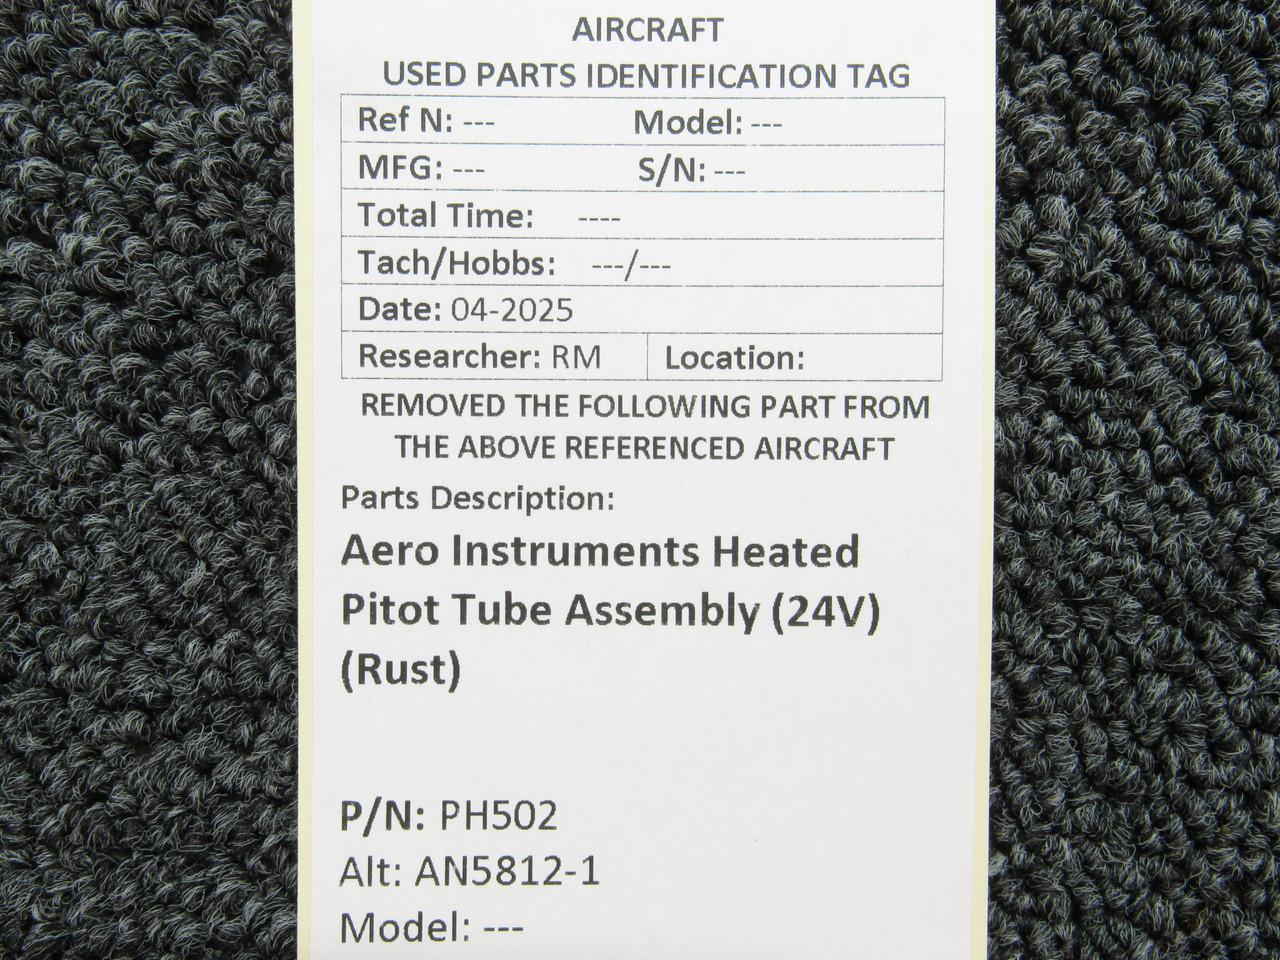 AIRCRAFT
USED PARTS IDENTIFICATION TAG
Ref N: --- Model: ---
MFG: --- S/N: ---
Total Time: ----
Tach/Hobbs: ---/---
Date: 04-2025
Researcher: RM Location:
REMOVED THE FOLLOWING PART FROM
THE ABOVE REFERENCED AIRCRAFT
Parts Description:
Aero Instruments Heated
Pitot Tube Assembly (24V)
(Rust)
P/N: PH502
Alt: AN5812-1
Model: ---